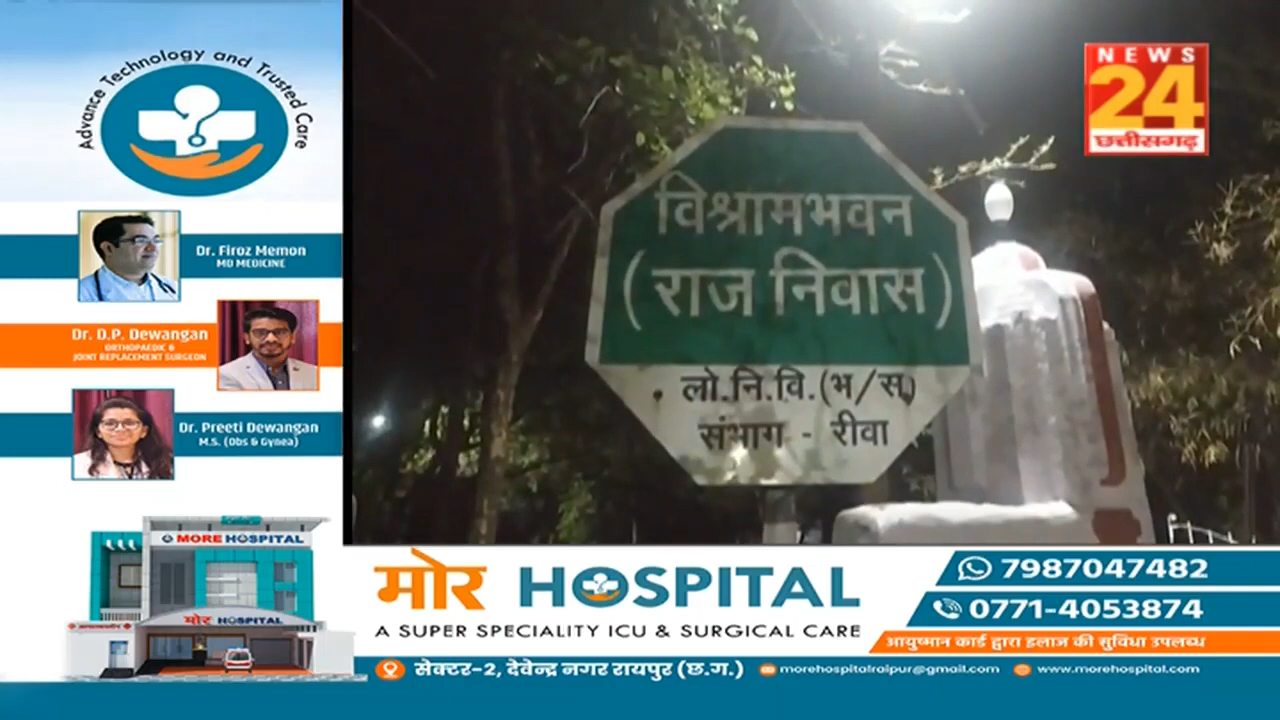 Advance Technology and Trusted Care
Dr. Firoz Memon
MD MEDICINE
Dr. D.P. Dewangan
ORTHOPAEDIC &
JOINT REPLACEMENT SURGEON
Dr. Preeti Dewangan
M.S. (Obs & Gynea)
MORE HOSPITAL
मोर HOSPITAL
NEWS
24
छत्तीसगढ़
विश्रामभवन
(राज निवास)
लो.नि.वि.(भ/स)
संभाग - रीवा
मोर HOSPITAL
A SUPER SPECIALITY ICU & SURGICAL CARE
7987047482
0771-4053874
आयुष्मान कार्ड द्वारा इलाज की सुविधा उपलब्ध
सेक्टर-2, देवेन्द्र नगर रायपुर (छ.ग.)
morehospitalraipur@gmail.com
www.morehospital.com